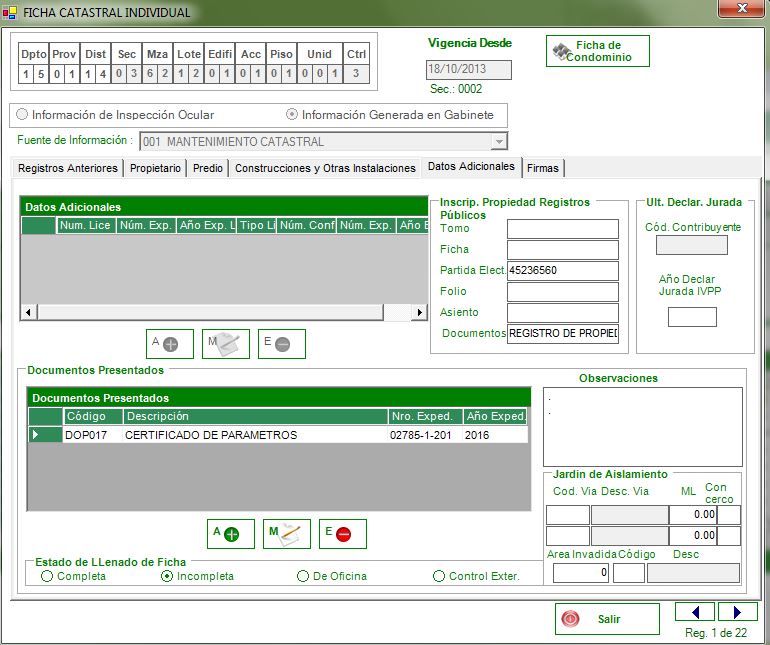 FICHA CATASTRAL INDIVIDUAL
Dpto Prov Dist Sec Mza Lote Edifi Acc Piso Unid Ctrl
1 5 0 1 1 4 0 3 6 2 1 2 0 1 0 1 0 1 0 0 1 3
Vigencia Desde
18/10/2013
Sec.: 0002
Ficha de
Condominio
Información de Inspección Ocular
Información Generada en Gabinete
Fuente de Información :
001 MANTENIMIENTO CATASTRAL
Registros Anteriores
Propietario
Predio
Construcciones y Otras Instalaciones
Datos Adicionales
Firmas
Datos Adicionales
Num. Lice Núm. Exp. Año Exp. L Tipo Li Núm. Conf Núm. Exp. Año E
A
M
E
Inscrip. Propiedad Registros
Públicos
Tomo
Ficha
Partida Elect. 45236560
Folio
Asiento
Documentos REGISTRO DE PROPIED
Ult. Declar. Jurada
Cód. Contribuyente
Año Declar
Jurada IVPP
Documentos Presentados
Documentos Presentados
Código Descripción Nro. Exped. Año Exped.
DOP017 CERTIFICADO DE PARAMETROS 02785-1-201 2016
A
M
E
Estado de LLenado de Ficha
Completa
Incompleta
De Oficina
Control Exter.
Observaciones
.
.
Jardin de Aislamiento
Cod. Via Desc. Via ML Con
cerco
0.00
0.00
Area Invadida Código Desc
0
Salir
Reg. 1 de 22